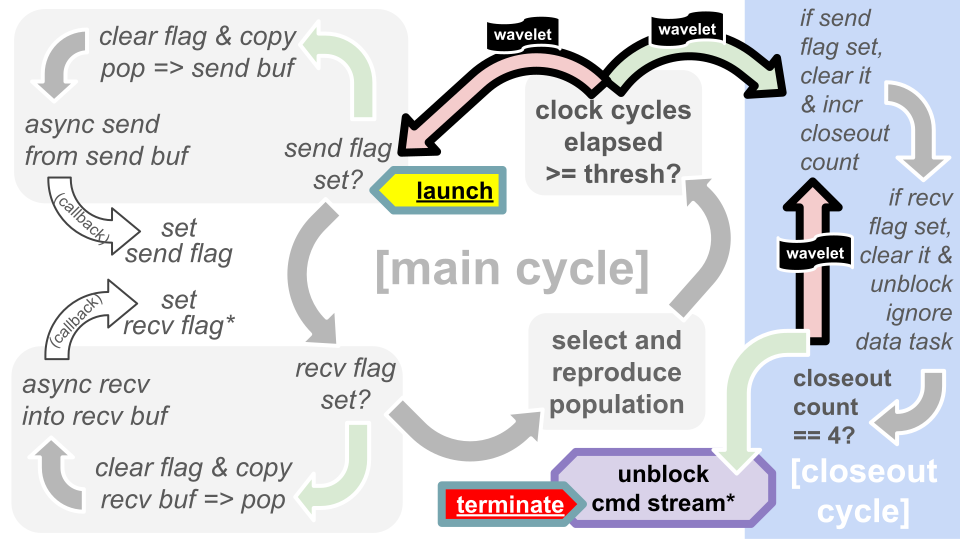 clear flag & copy
pop => send buf
async send
from send buf
send flag
set?
launch
(callback)
set
send flag
(callback)
set
recv flag*
async recv
into recv buf
recv flag
set?
clear flag & copy
recv buf => pop
[main cycle]
wavelet
wavelet
clock cycles
elapsed
>= thresh?
select and
reproduce
population
unblock
cmd stream*
terminate
if send
flag set,
clear it
& incr
closeout
count
wavelet
if recv
flag set,
clear it &
unblock
ignore
data task
closeout
count
== 4?
[closeout
cycle]